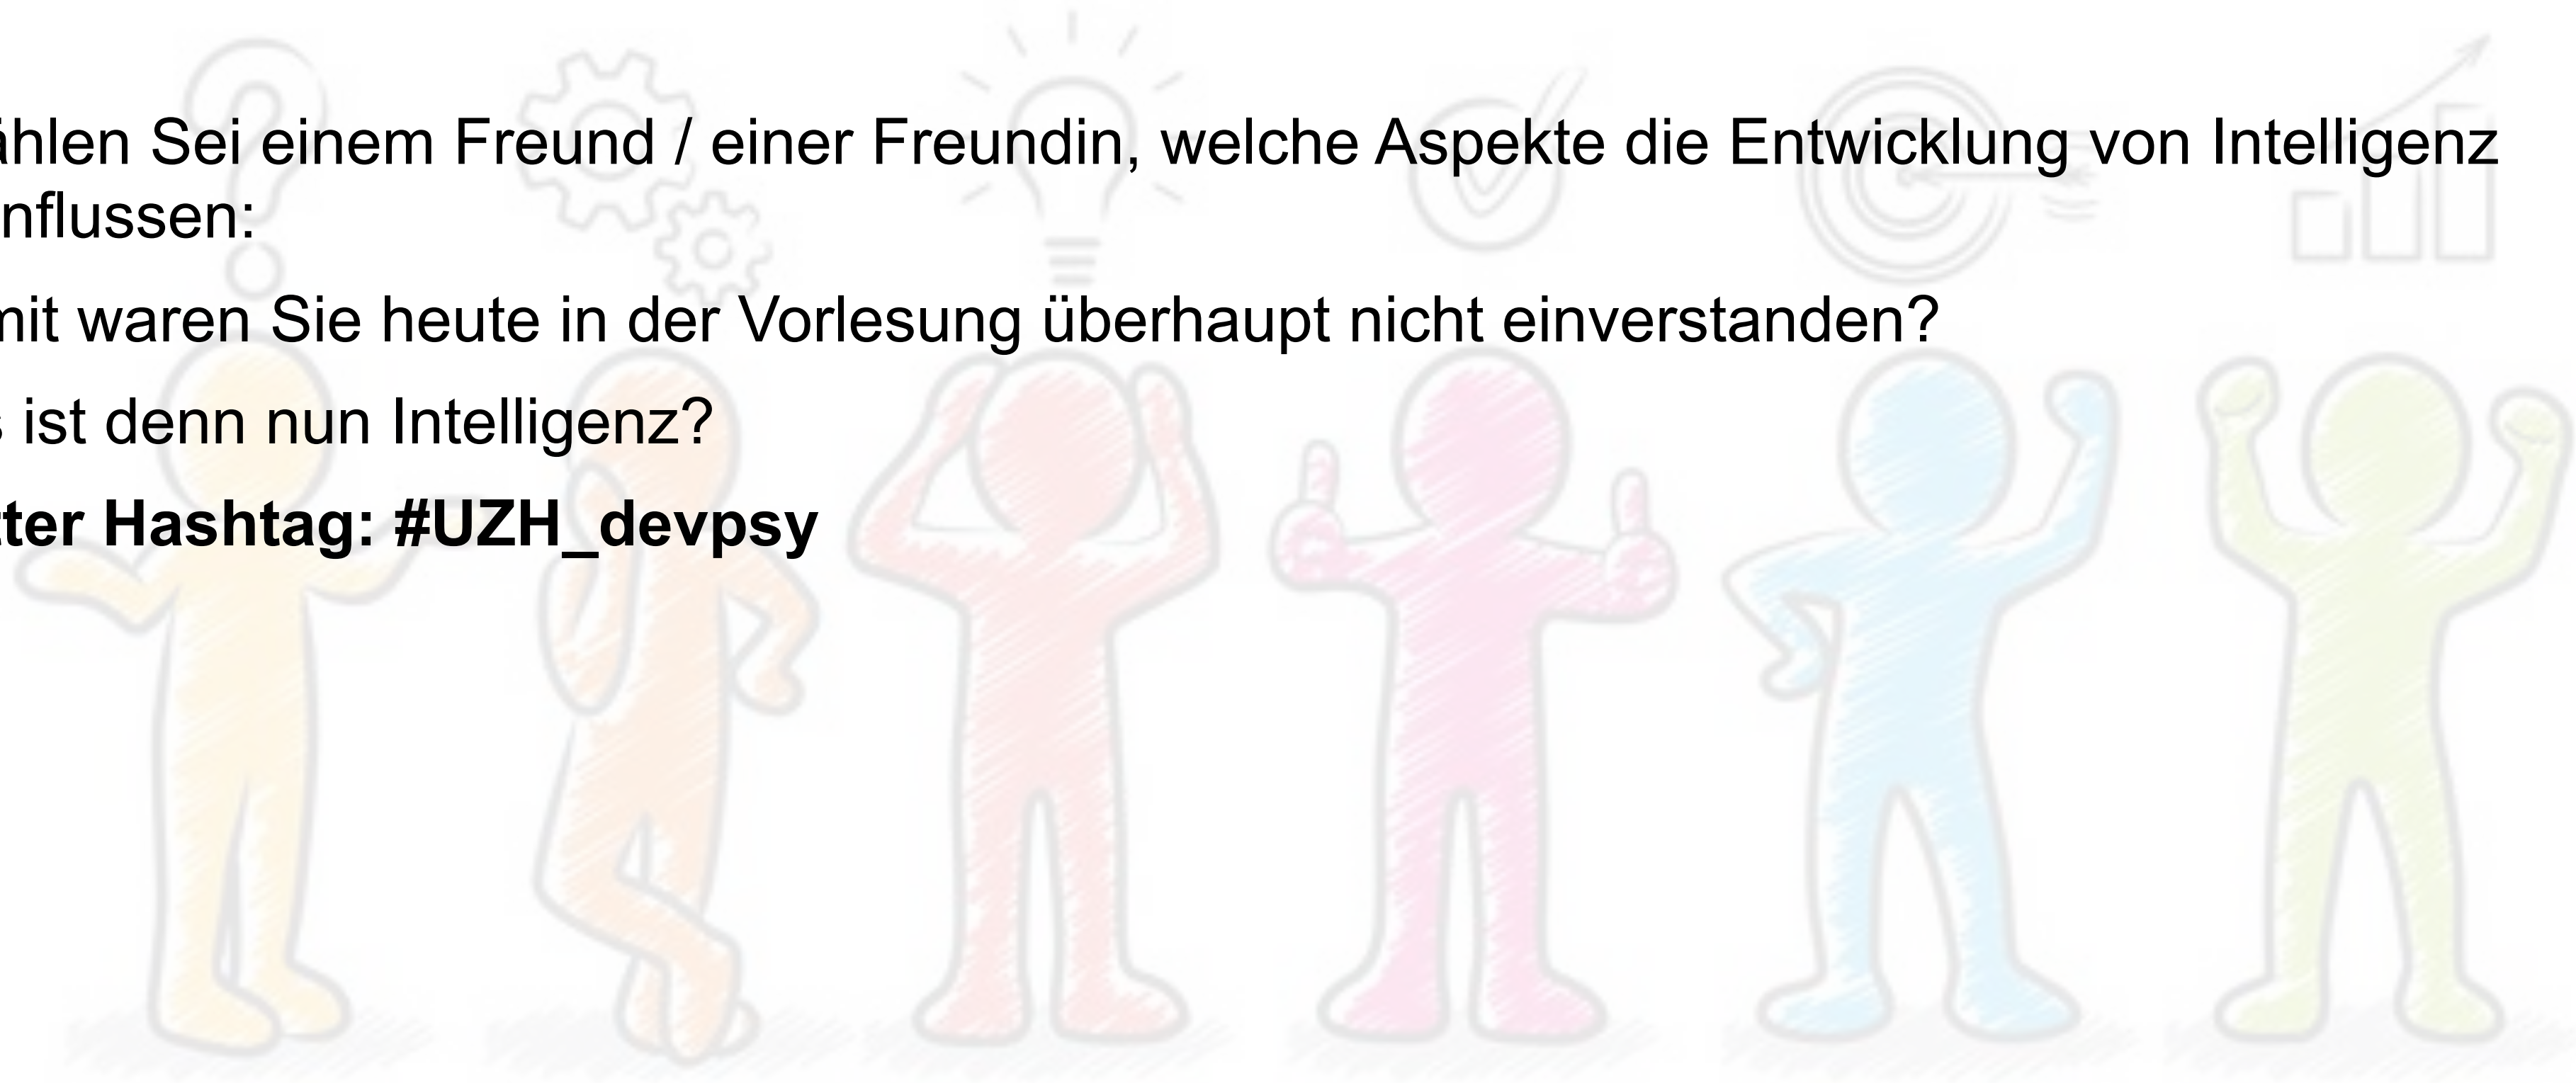 ählen Sei einem Freund / einer Freundin, welche Aspekte die Entwicklung von Intelligenz
nflussen:
mit waren Sie heute in der Vorlesung überhaupt nicht einverstanden?
s ist denn nun Intelligenz?
tter Hashtag: #UZH_devpsy